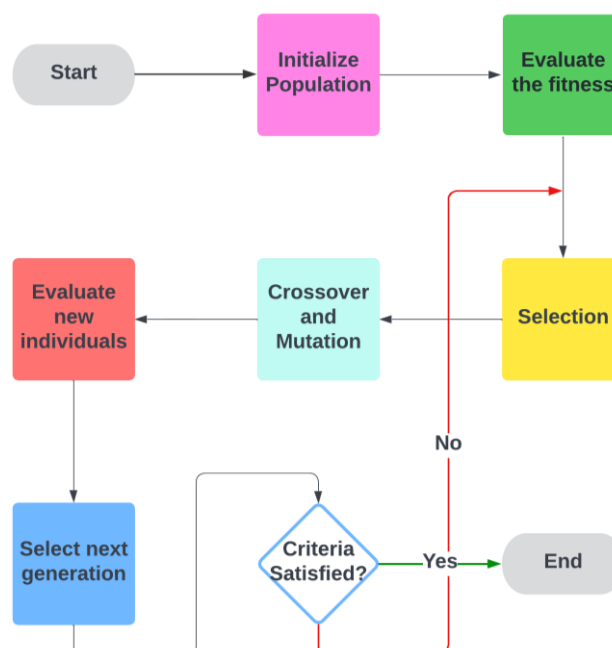 Start
Initialize
Population
Evaluate
the fitness
Selection
Crossover
and
Mutation
Evaluate
new
individuals
Select next
generation
Criteria
Satisfied?
No
Yes
End